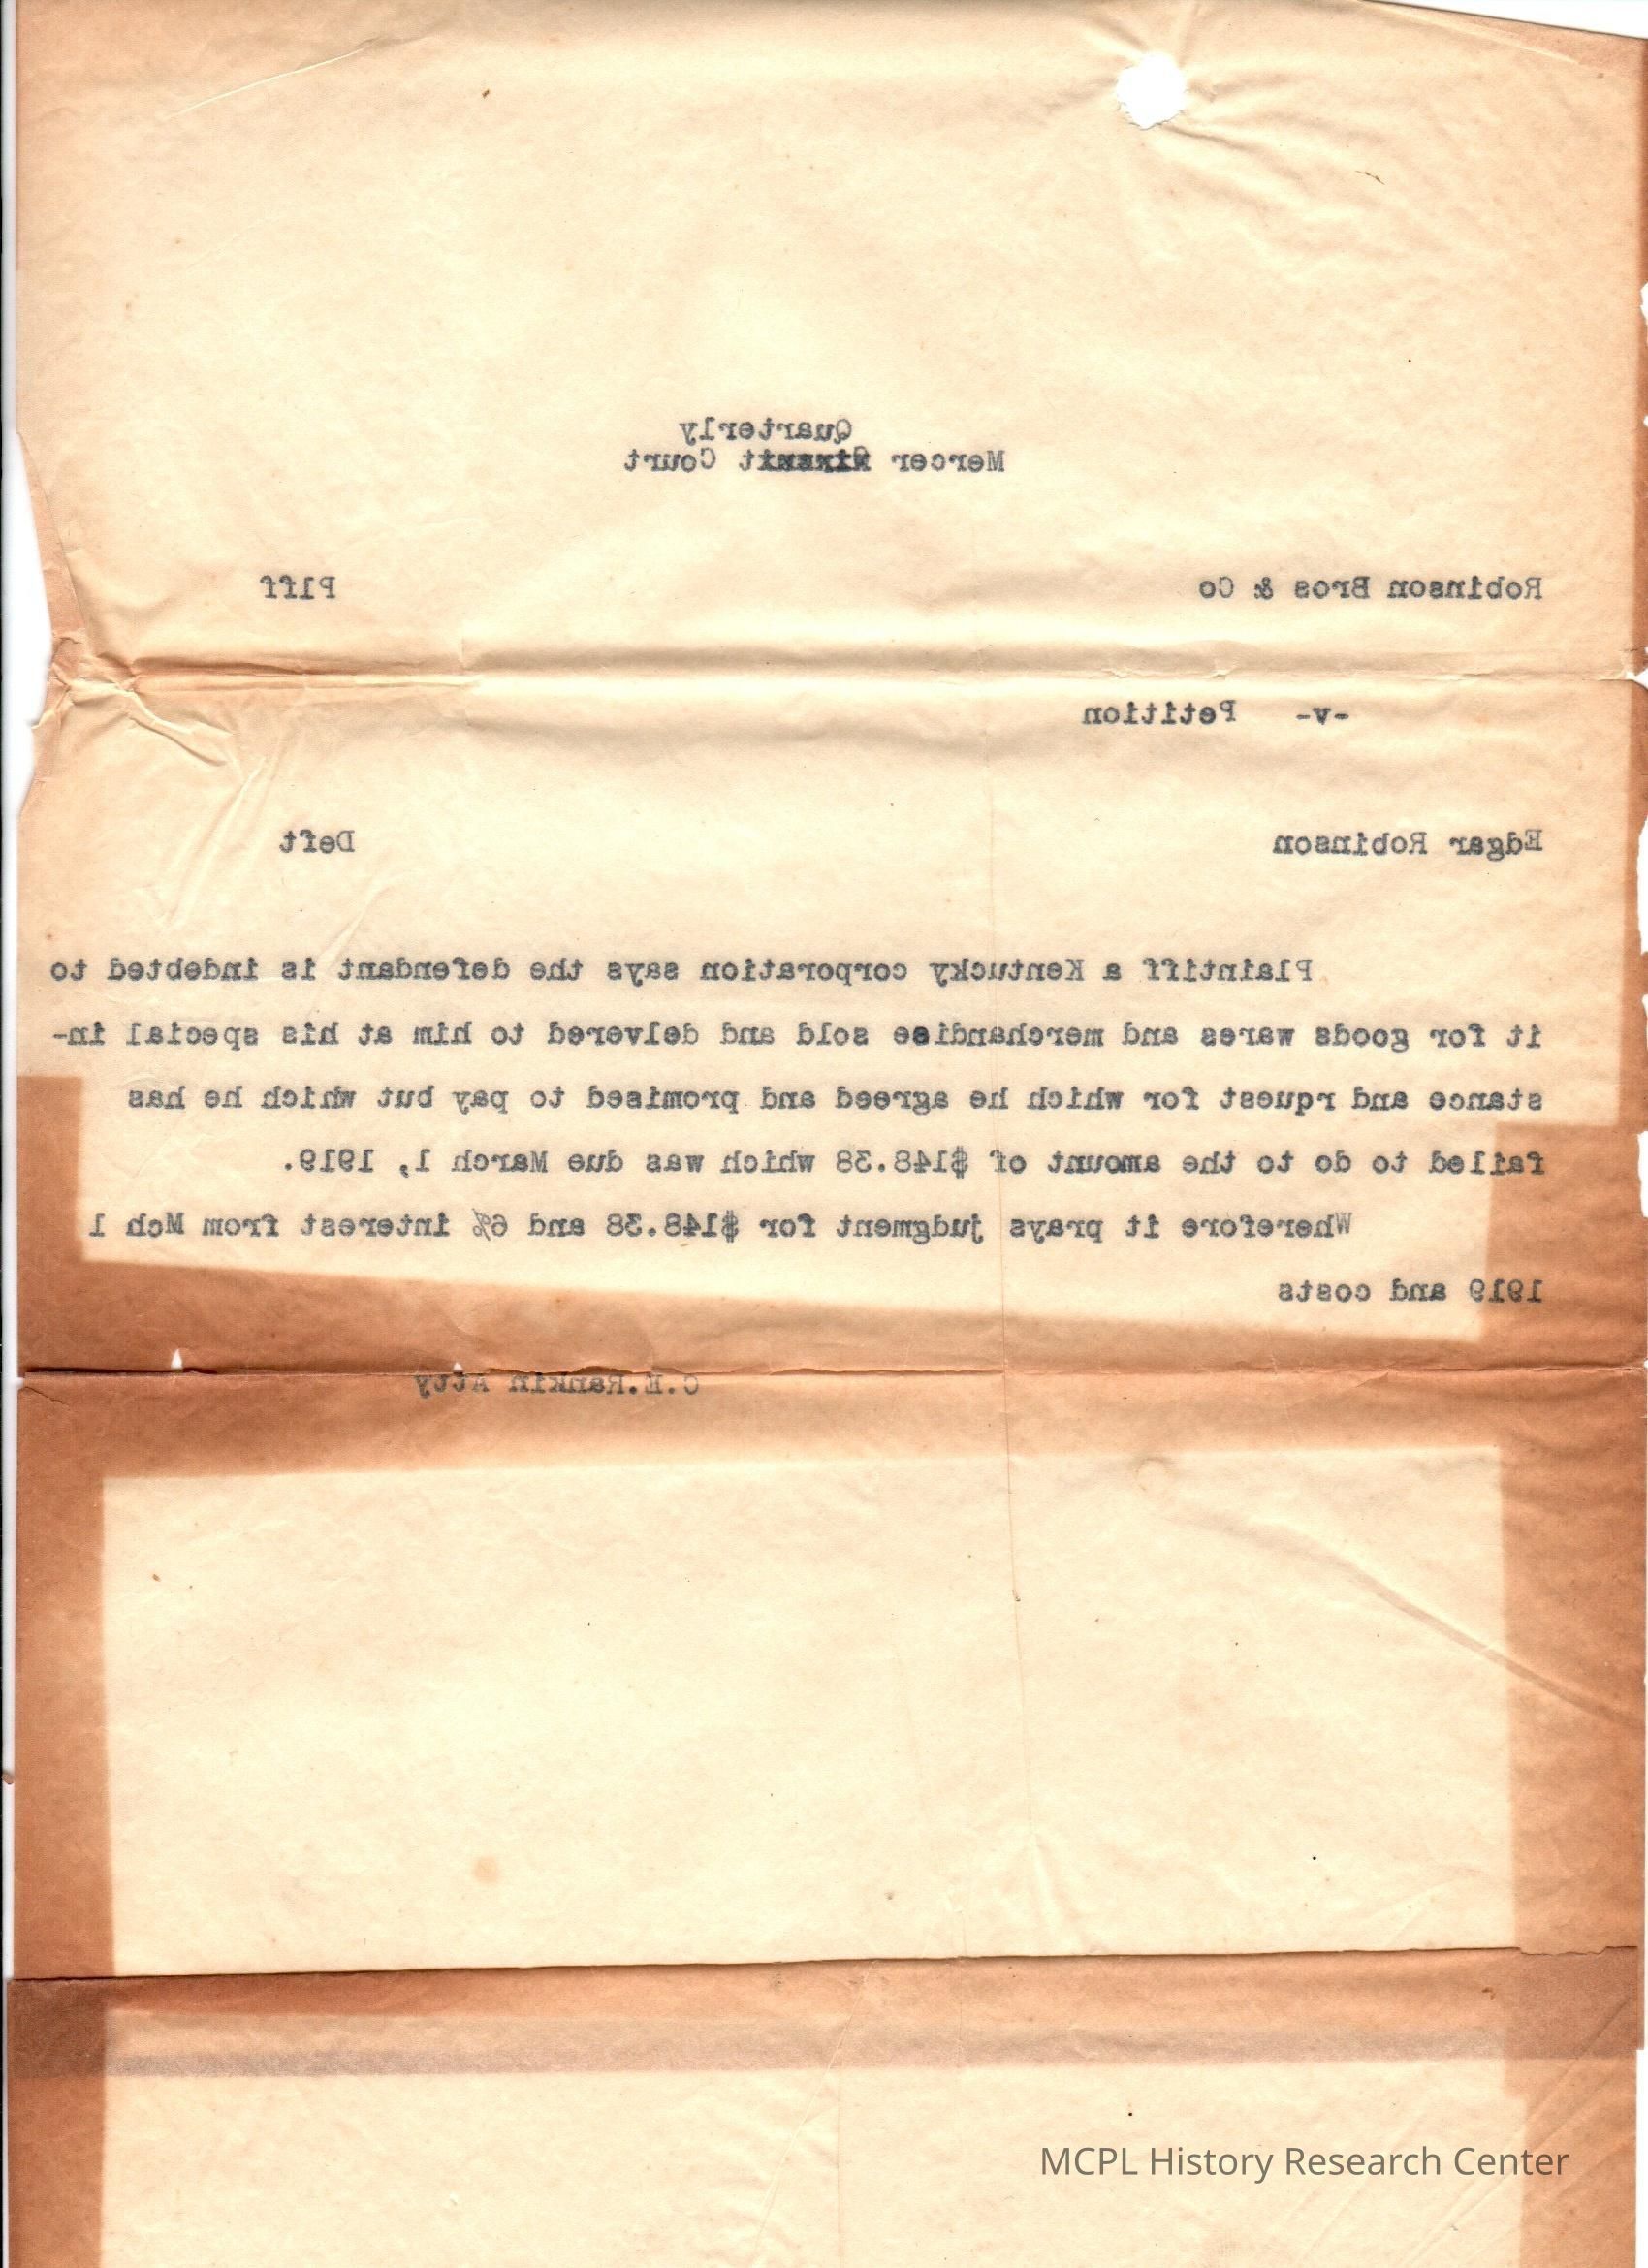 Quarterly
Mercer Circuit Court
Robinson Bros & Co Plff
-v- Petition
Edgar Robinson Deft
Plaintiff a Kentucky corporation says the defendant is indebted to
it for goods wares and merchandise sold and delvered to him at his special in-
stance and rquest for which he agreed and promised to pay but which he has
failed to do to the amount of $148.38 which was due March 1, 1919.
Wherefore it prays judgment for $148.38 and 6% interest from Mch 1
1919 and costs
C.E.Rankin Atty
MCPL History Research Center